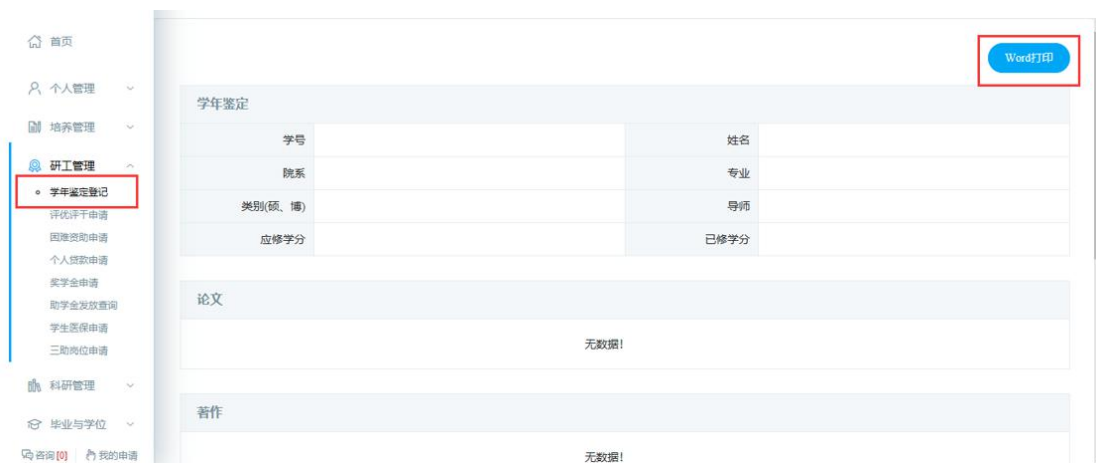 首页
个人管理
培养管理
研工管理
学年鉴定登记
评优评干申请
困难资助申请
个人贷款申请
奖学金申请
助学金发放查询
学生医保申请
三助岗位申请
科研管理
毕业与学位
咨询[0] 我的申请
Word打印
学年鉴定
学号 姓名
院系 专业
类别(硕、博) 导师
应修学分 已修学分
论文
无数据!
著作
无数据!